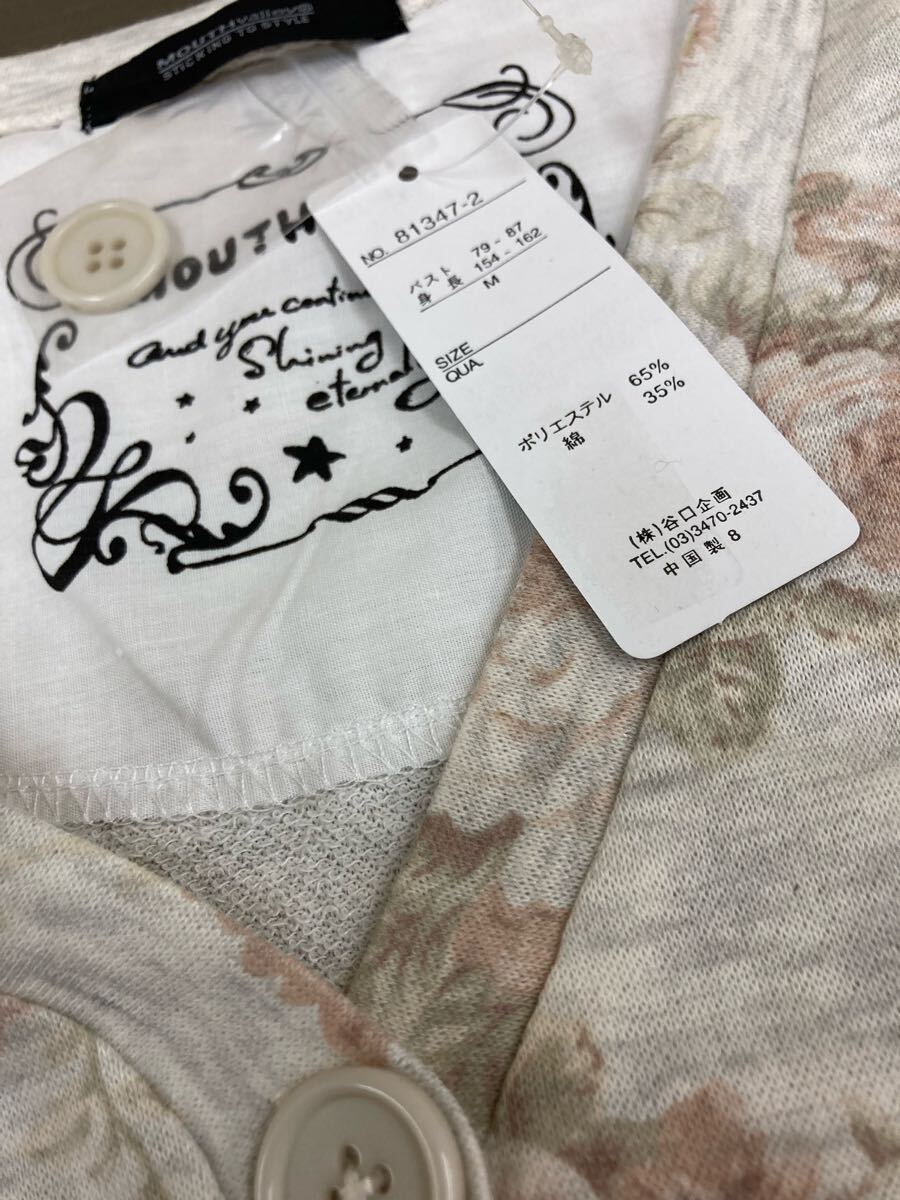 MOUTHvalley®
STICKING TO STYLE
MOUTH
and your continu
Shining
eternal
NO. 81347-2
バスト 79-87
身長 154-162
M
SIZE
QUA.
ポリエステル 65%
綿 35%
(株)谷口企画
TEL.(03)3470-2437
中国製 8